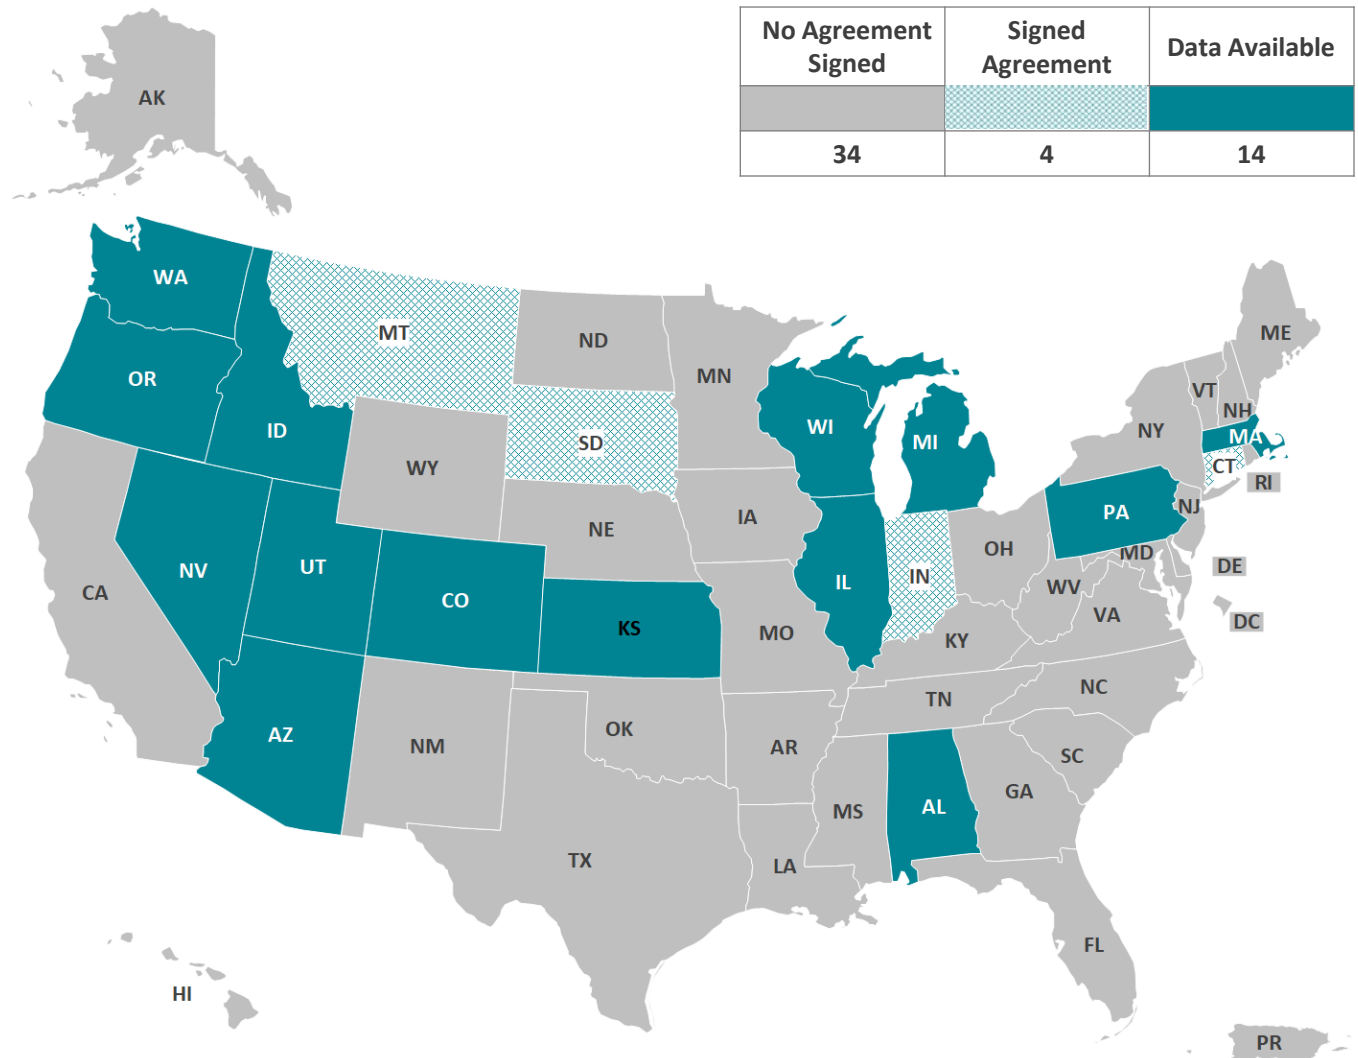 No Agreement
Signed
Signed
Agreement
Data Available
34
4
14
AK
WA
MT
ND
MN
ME
OR
ID
SD
WI
MI
VT
NH
NY
MA
CT
RI
WY
NE
IA
PA
NJ
OH
MD
DE
CA
NV
UT
CO
KS
MO
IL
IN
WV
VA
DC
KY
AZ
NM
OK
AR
TN
NC
SC
TX
LA
MS
AL
GA
FL
HI
PR